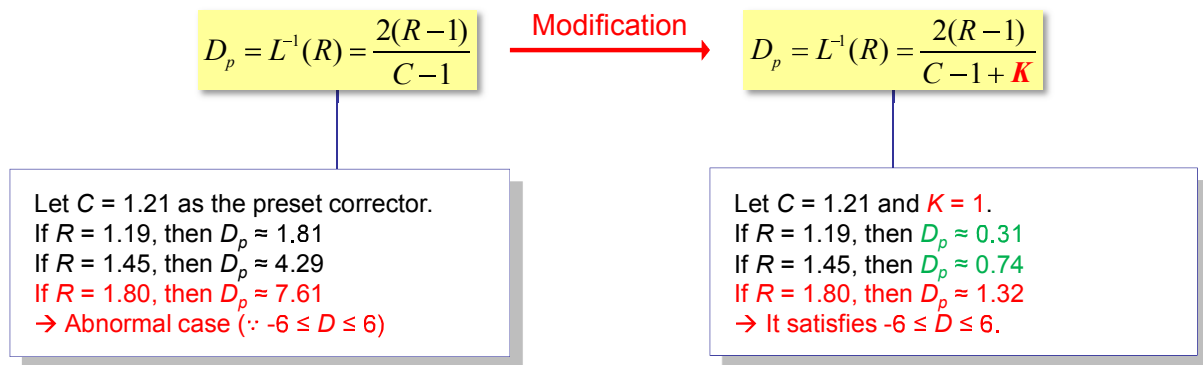 D_p = L^{-1}(R) = \frac{2(R-1)}{C-1}
Modification
D_p = L^{-1}(R) = \frac{2(R-1)}{C-1+K}
Let C = 1.21 as the preset corrector.
If R = 1.19, then D_p ≈ 1.81
If R = 1.45, then D_p ≈ 4.29
If R = 1.80, then D_p ≈ 7.61
→ Abnormal case (∵ -6 ≤ D ≤ 6)
Let C = 1.21 and K = 1.
If R = 1.19, then D_p ≈ 0.31
If R = 1.45, then D_p ≈ 0.74
If R = 1.80, then D_p ≈ 1.32
→ It satisfies -6 ≤ D ≤ 6.